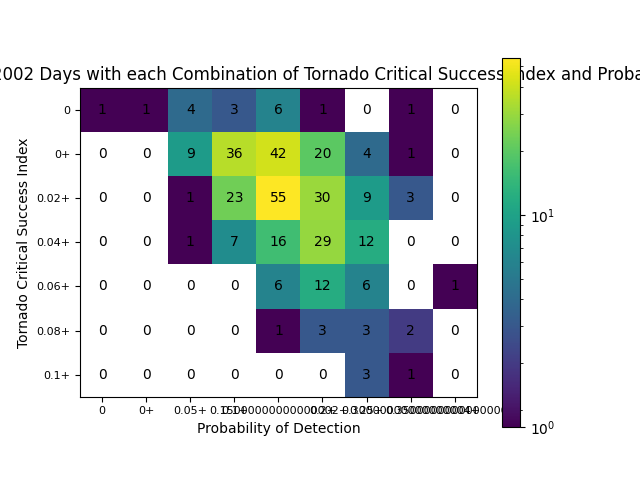 2002 Days with each Combination of Tornado Critical Success Index and Proba
0 1 1 4 3 6 1 0 1 0
0+ 0 0 9 36 42 20 4 1 0
0.02+ 0 0 1 23 55 30 9 3 0
0.04+ 0 0 1 7 16 29 12 0 0
0.06+ 0 0 0 0 6 12 6 0 1
0.08+ 0 0 0 0 1 3 3 2 0
0.1+ 0 0 0 0 0 0 3 1 0
0 0+ 0.05+
Probability of Detection
Tornado Critical Success Index
10^1
10^0